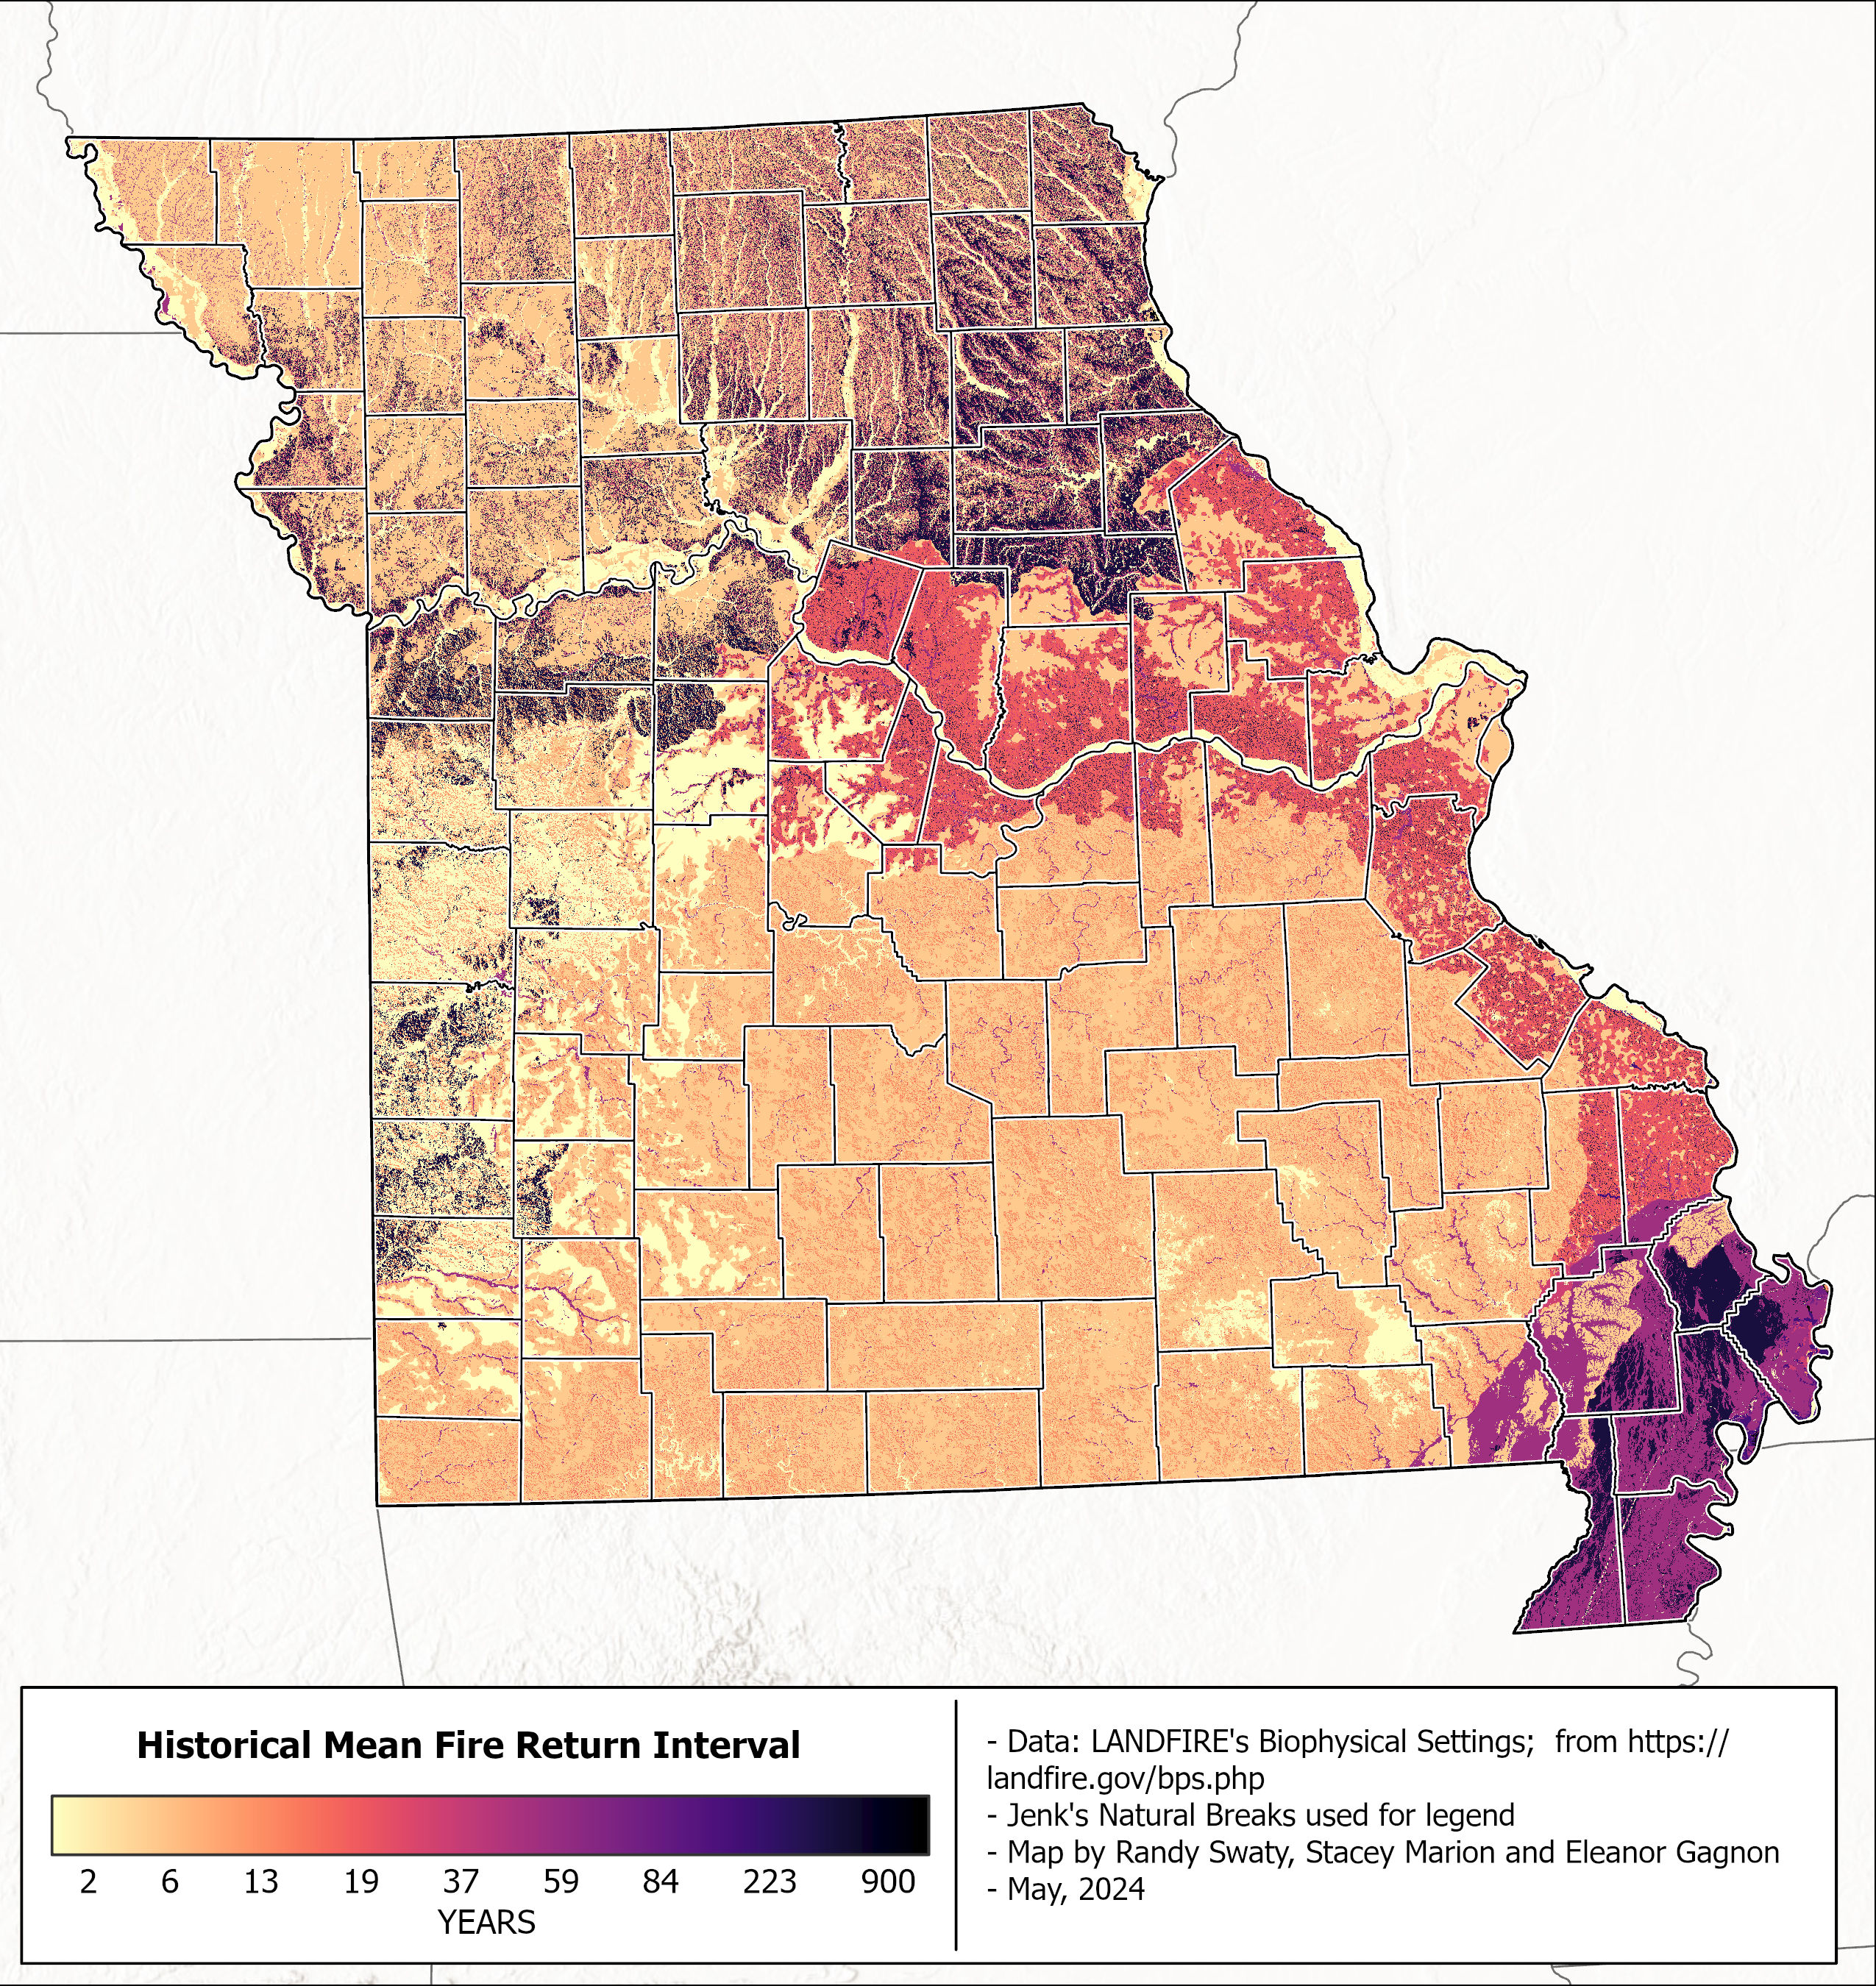 Historical Mean Fire Return Interval
2 6 13 19 37 59 84 223 900
YEARS
- Data: LANDFIRE's Biophysical Settings;  from https://
landfire.gov/bps.php
- Jenk's Natural Breaks used for legend
- Map by Randy Swaty, Stacey Marion and Eleanor Gagnon
- May, 2024